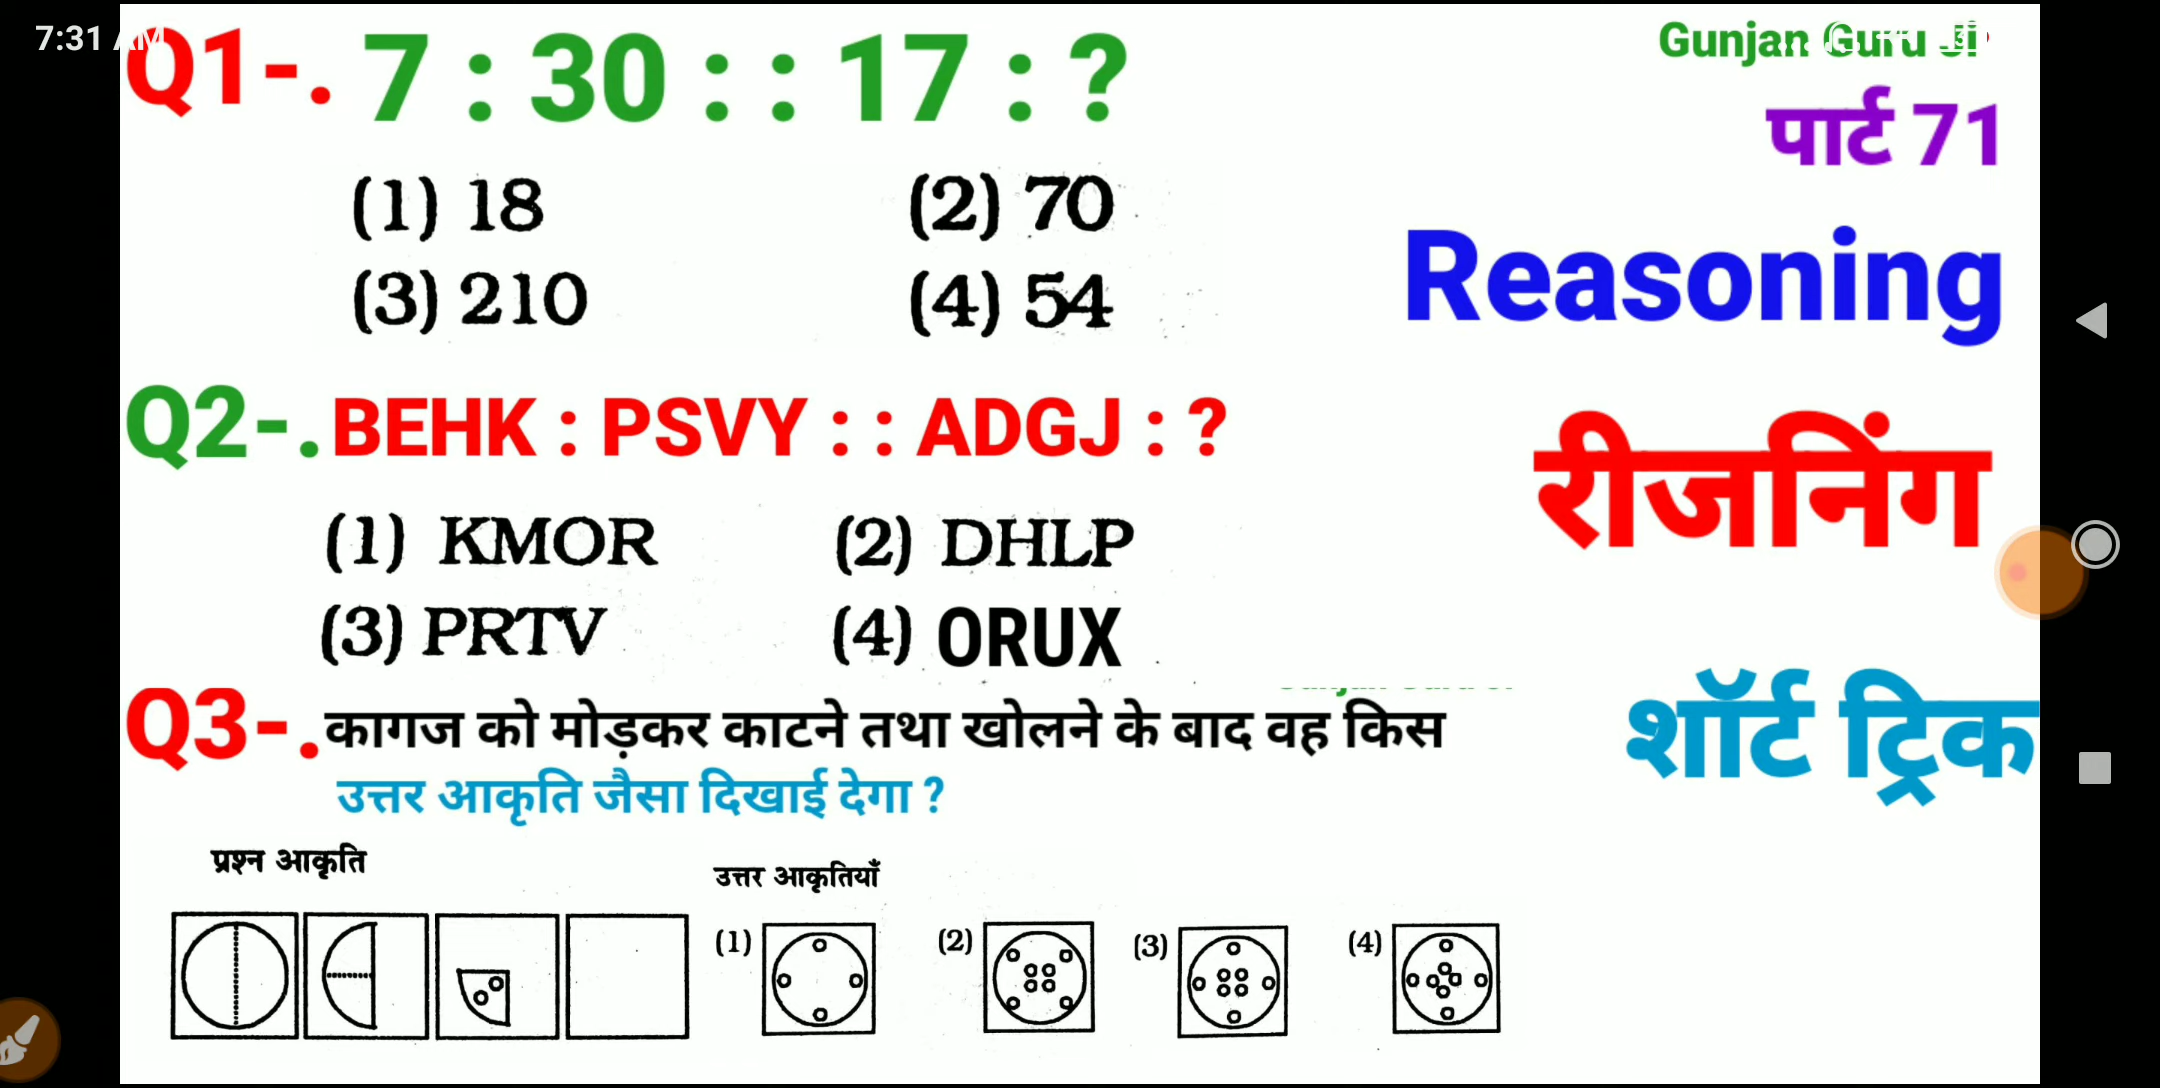 7:31 AM
Q1-. 7 : 30 : : 17 : ?
(1) 18 (2) 70
(3) 210 (4) 54
Gunjan Guru Ji
पार्ट 71
Reasoning
रीजनिंग
शॉर्ट ट्रिक
Q2-. BEHK : PSVY : : ADGJ : ?
(1) KMOR (2) DHLP
(3) PRTV (4) ORUX
Q3-. कागज को मोड़कर काटने तथा खोलने के बाद वह किस
उत्तर आकृति जैसा दिखाई देगा ?
प्रश्न आकृति
उत्तर आकृतियाँ
(1) (2) (3) (4)